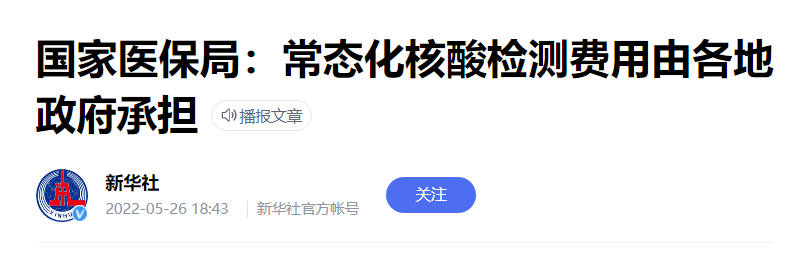 国家医保局：常态化核酸检测费用由各地
政府承担 播报文章
新华社
2022-05-26 18:43 新华社官方帐号
关注
XINHUA